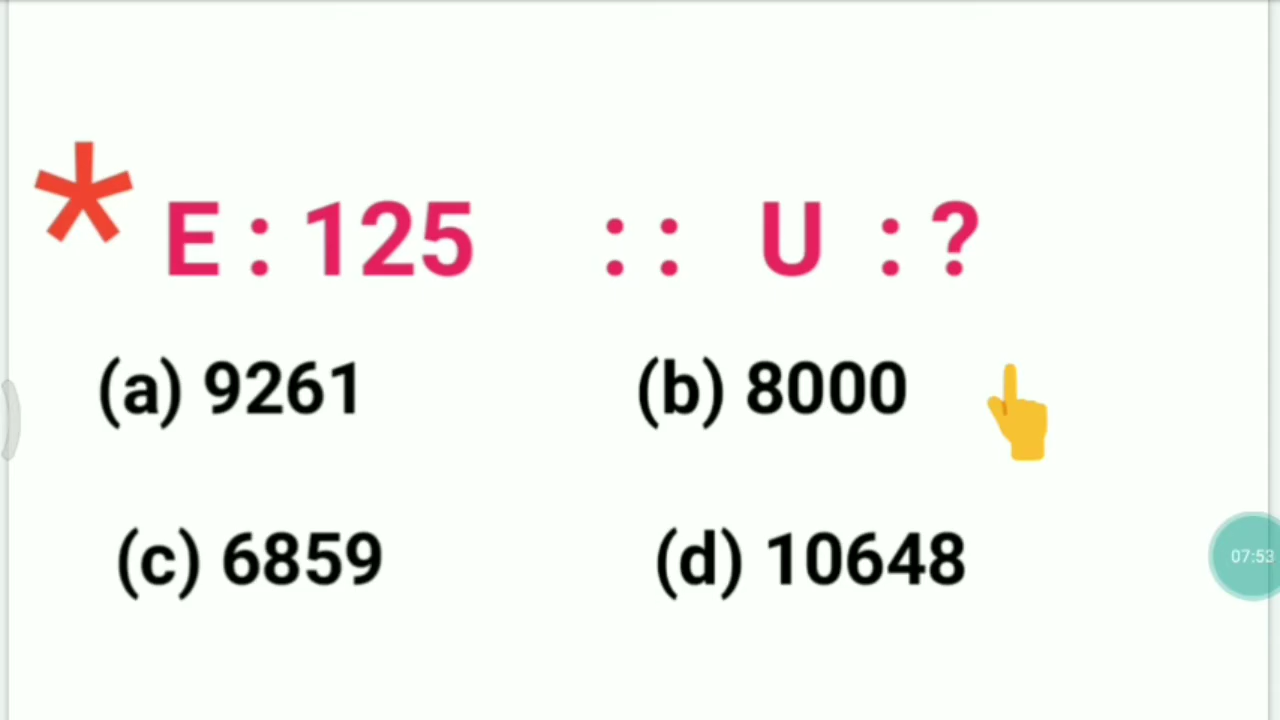 * E : 125 : : U : ?
(a) 9261 (b) 8000
(c) 6859 (d) 10648
07:53